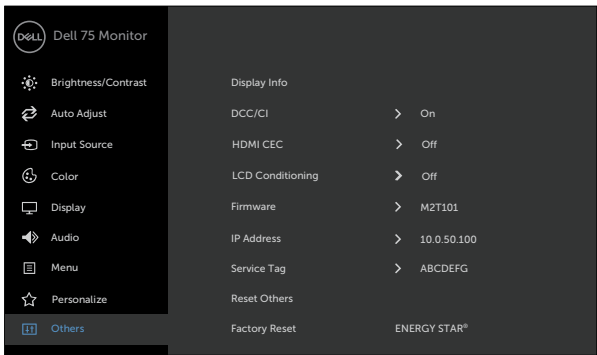 DELL Dell 75 Monitor
Brightness/Contrast Display Info
Auto Adjust DCC/CI > On
Input Source HDMI CEC > Off
Color LCD Conditioning > Off
Display Firmware > M2T101
Audio IP Address > 10.0.50.100
Menu Service Tag > ABCDEFG
Personalize Reset Others
Others Factory Reset ENERGY STAR®